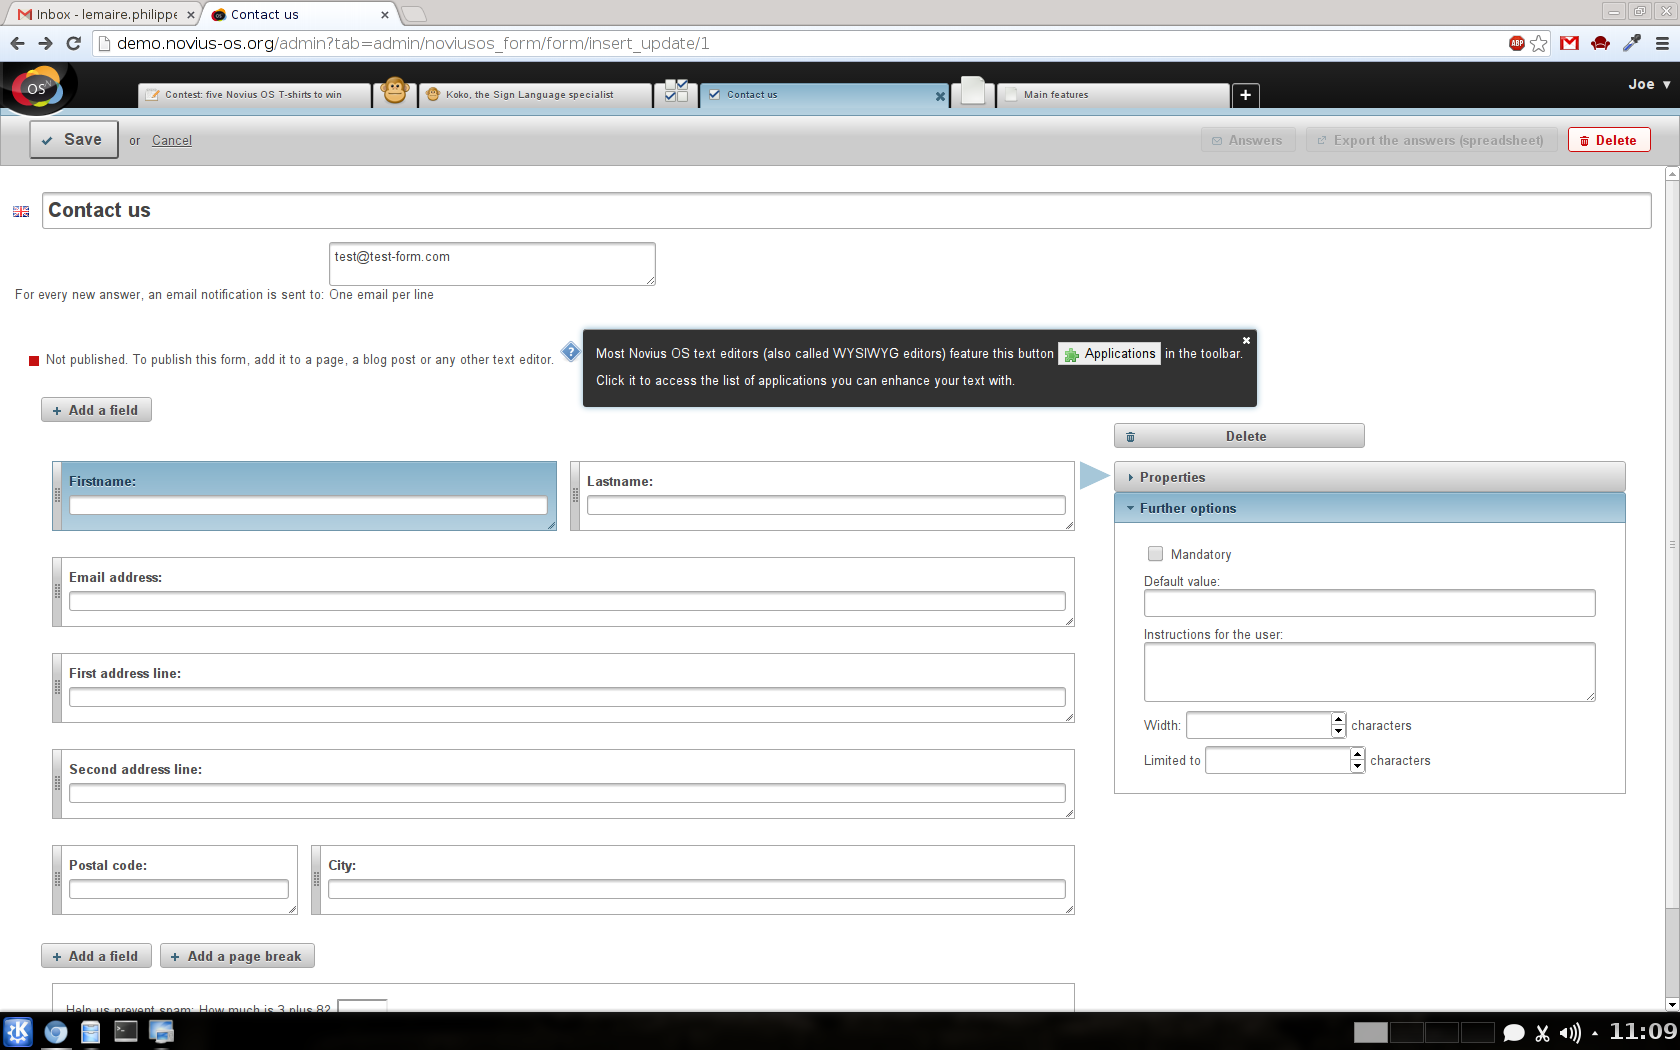 Inbox - lemaire.philippe
Contact us
demo.novius-os.org/admin?tab=admin/noviusos_form/form/insert_update/1
ABP
OS N
Contest: five Novius OS T-shirts to win
Koko, the Sign Language specialist
Contact us
Main features
+
Joe
Save or Cancel
Answers
Export the answers (spreadsheet)
Delete
Contact us
test@test-form.com
For every new answer, an email notification is sent to: One email per line
Not published. To publish this form, add it to a page, a blog post or any other text editor.
?
Most Novius OS text editors (also called WYSIWYG editors) feature this button Applications in the toolbar.
Click it to access the list of applications you can enhance your text with.
+ Add a field
Delete
Firstname:
Lastname:
Properties
Further options
Mandatory
Default value:
Instructions for the user:
Width: characters
Limited to characters
Email address:
First address line:
Second address line:
Postal code:
City:
+ Add a field
+ Add a page break
Help us prevent spam: How much is 3 plus 8?
11:09